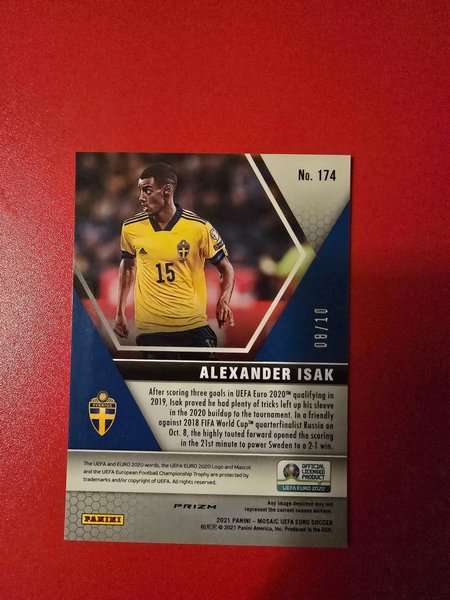 No. 174
15
08/10
ALEXANDER ISAK
After scoring three goals in UEFA Euro 2020™ qualifying in
2019, Isak proved he had plenty of tricks left up his sleeve
in the 2020 buildup to the tournament. In a friendly
against 2018 FIFA World Cup™ quarterfinalist Russia on
Oct. 8, the highly touted forward opened the scoring
in the 21st minute to power Sweden to a 2-1 win.
SVERIGE
The UEFA and EURO 2020 words, the UEFA EURO 2020 Logo and Mascot
and the UEFA European Football Championship Trophy are protected by
trademarks and/or copyright of UEFA. All rights reserved.
OFFICIAL
LICENSED
PRODUCT
UEFA EURO 2020
Any image depicted may not
represent the current season uniform.
PRIZM
PANINI
2021 PANINI – MOSAIC UEFA EURO SOCCER
帕尼尼 © 2021 Panini America, Inc. Produced in the USA.